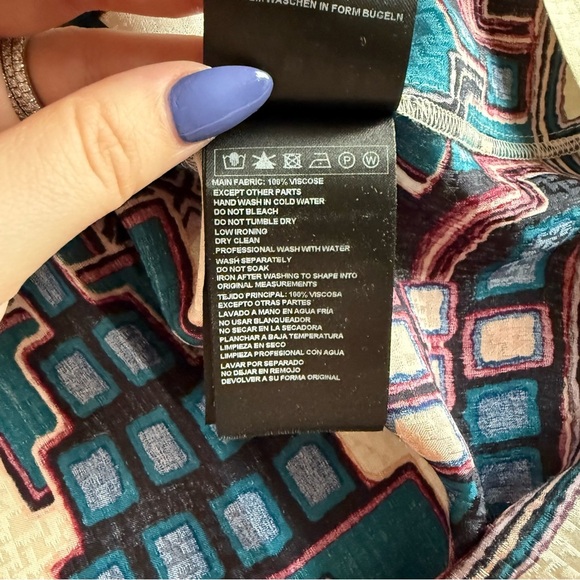 WASCHEN IN FORM BÜGELN
P W
MAIN FABRIC: 100% VISCOSE
EXCEPT OTHER PARTS
HAND WASH IN COLD WATER
DO NOT BLEACH
DO NOT TUMBLE DRY
LOW IRONING
DRY CLEAN
PROFESSIONAL WASH WITH WATER
WASH SEPARATELY
DO NOT SOAK
IRON AFTER WASHING TO SHAPE INTO
ORIGINAL MEASUREMENTS
TEJIDO PRINCIPAL: 100% VISCOSA
EXCEPTO OTRAS PARTES
LAVADO A MANO EN AGUA FRÍA
NO USAR BLANQUEADOR
NO SECAR EN LA SECADORA
PLANCHAR A BAJA TEMPERATURA
LIMPIEZA EN SECO
LIMPIEZA PROFESIONAL CON AGUA
LAVAR POR SEPARADO
NO DEJAR EN REMOJO
DEVOLVER A SU FORMA ORIGINAL